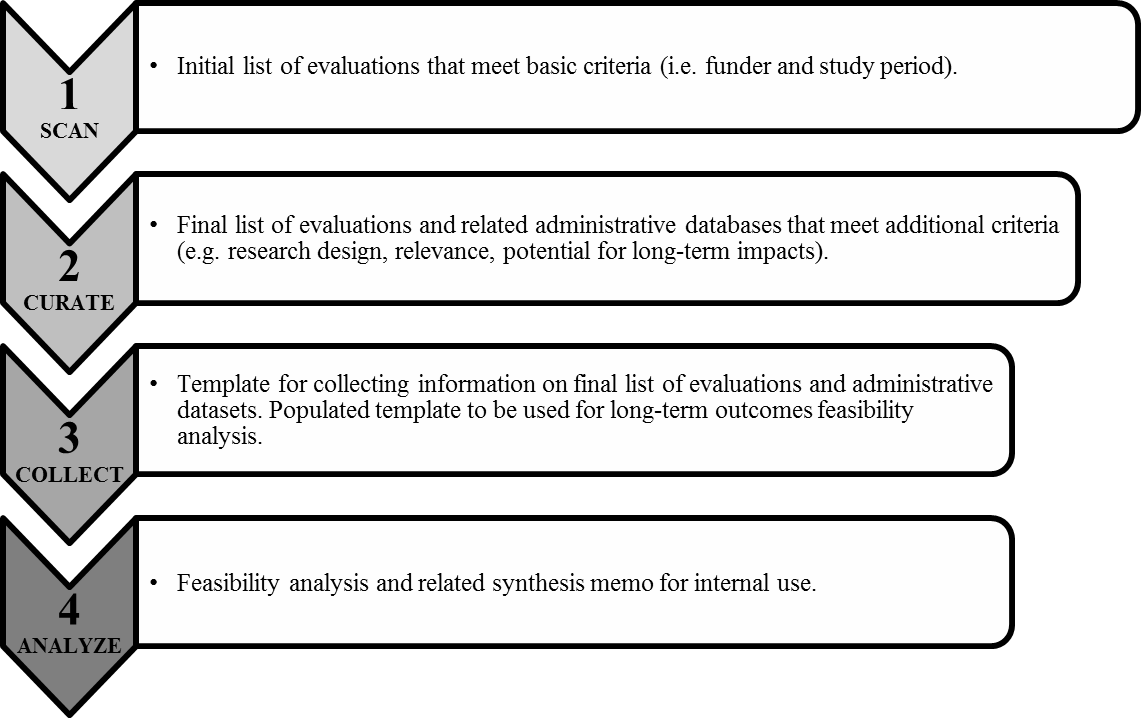 1
SCAN
• Initial list of evaluations that meet basic criteria (i.e. funder and study period).
2
CURATE
• Final list of evaluations and related administrative databases that meet additional criteria
(e.g. research design, relevance, potential for long-term impacts).
3
COLLECT
• Template for collecting information on final list of evaluations and administrative
datasets. Populated template to be used for long-term outcomes feasibility
analysis.
4
ANALYZE
• Feasibility analysis and related synthesis memo for internal use.